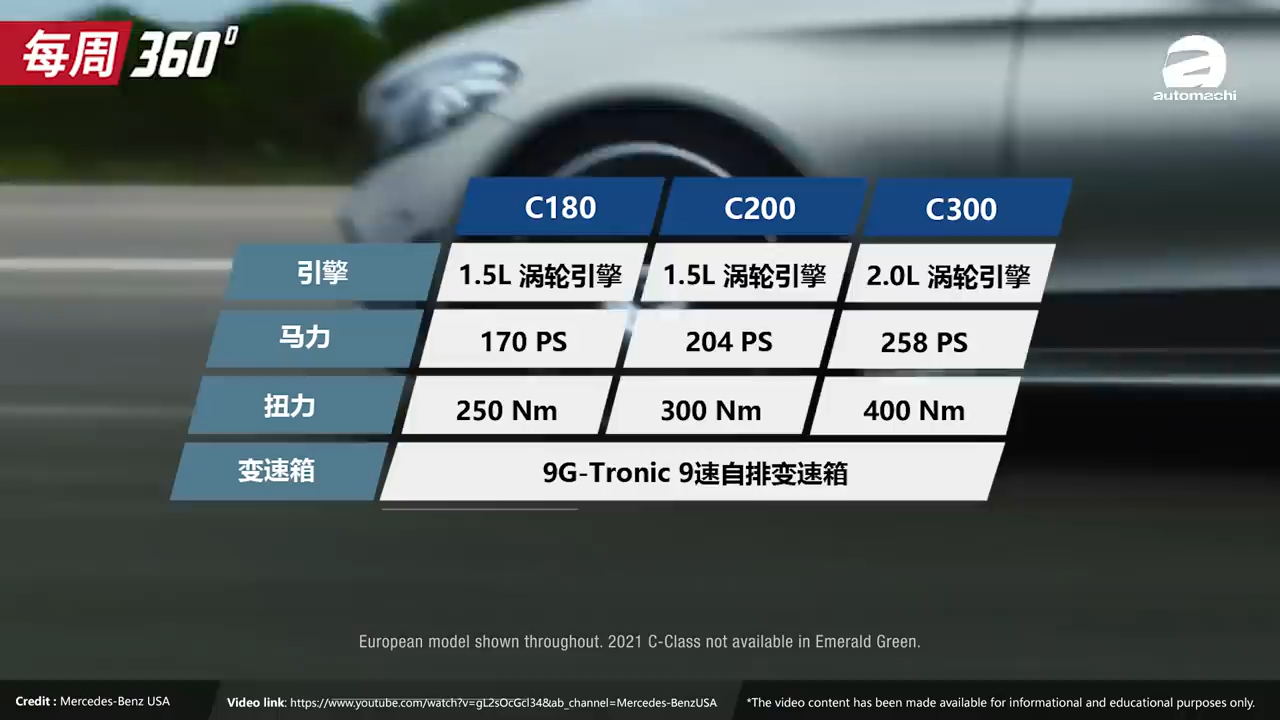 每周 360°
automachi
C180 C200 C300
引擎 1.5L 涡轮引擎 1.5L 涡轮引擎 2.0L 涡轮引擎
马力 170 PS 204 PS 258 PS
扭力 250 Nm 300 Nm 400 Nm
变速箱 9G-Tronic 9速自排变速箱
European model shown throughout. 2021 C-Class not available in Emerald Green.
Credit : Mercedes-Benz USA Video link: https://www.youtube.com/watch?v=gL2sOcGcl34&ab_channel=Mercedes-BenzUSA *The video content has been made available for informational and educational purposes only.